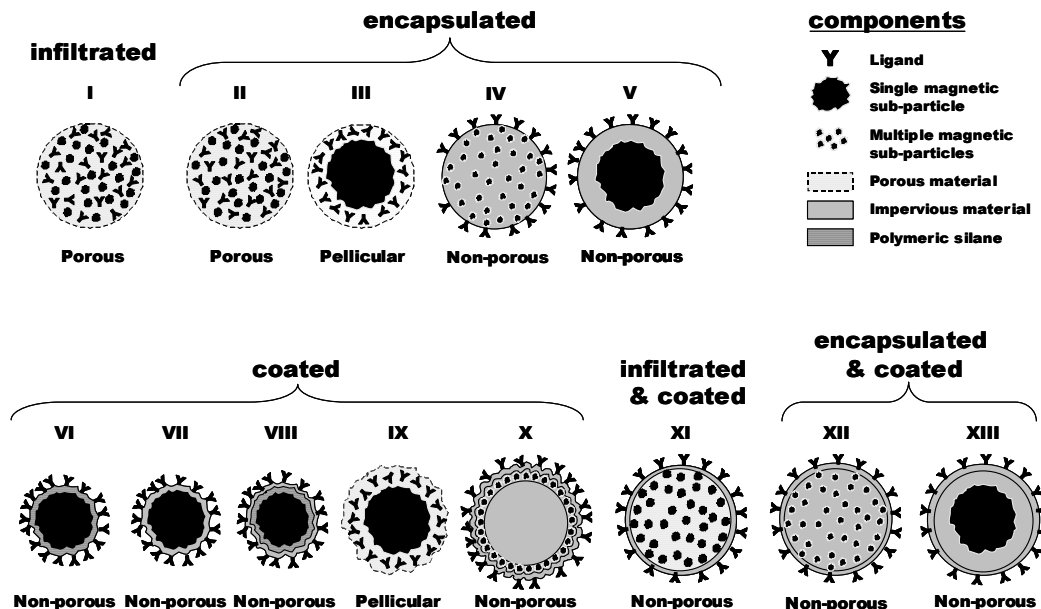 encapsulated
components
infiltrated
Ligand
I
II
III
IV
V
Single magnetic
sub-particle
Multiple magnetic
sub-particles
Porous material
Impervious material
Polymeric silane
Porous
Porous
Pellicular
Non-porous
Non-porous
coated
infiltrated
& coated
encapsulated
& coated
VI
VII
VIII
IX
X
XI
XII
XIII
Non-porous
Non-porous
Non-porous
Pellicular
Non-porous
Non-porous
Non-porous
Non-porous